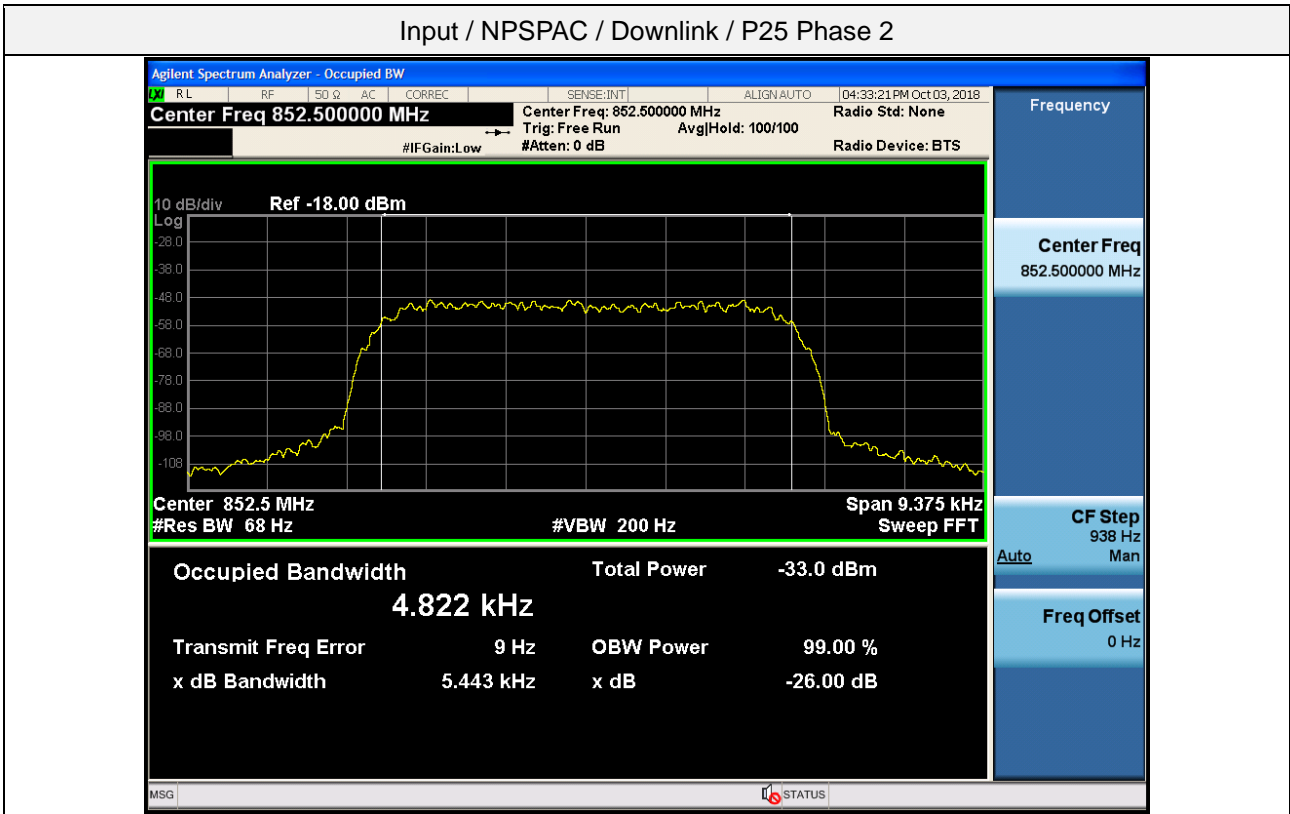 Input / NPSPAC / Downlink / P25 Phase 2
Agilent Spectrum Analyzer - Occupied BW
LXI RL RF 50 Ω AC CORREC SENSE:INT ALIGN AUTO 04:33:21 PM Oct 03, 2018
Center Freq 852.500000 MHz
Center Freq: 852.500000 MHz
Radio Std: None
Trig: Free Run Avg|Hold: 100/100
#IFGain:Low
#Atten: 0 dB
Radio Device: BTS
Frequency
10 dB/div Ref -18.00 dBm
Log
-28.0
-38.0
-48.0
-58.0
-68.0
-78.0
-88.0
-98.0
-108
Center 852.5 MHz
Span 9.375 kHz
#Res BW 68 Hz
#VBW 200 Hz
Sweep FFT
Center Freq
852.500000 MHz
CF Step
938 Hz
Auto Man
Freq Offset
0 Hz
Occupied Bandwidth
Total Power -33.0 dBm
4.822 kHz
Transmit Freq Error 9 Hz
OBW Power 99.00 %
x dB Bandwidth 5.443 kHz
x dB -26.00 dB
MSG
STATUS